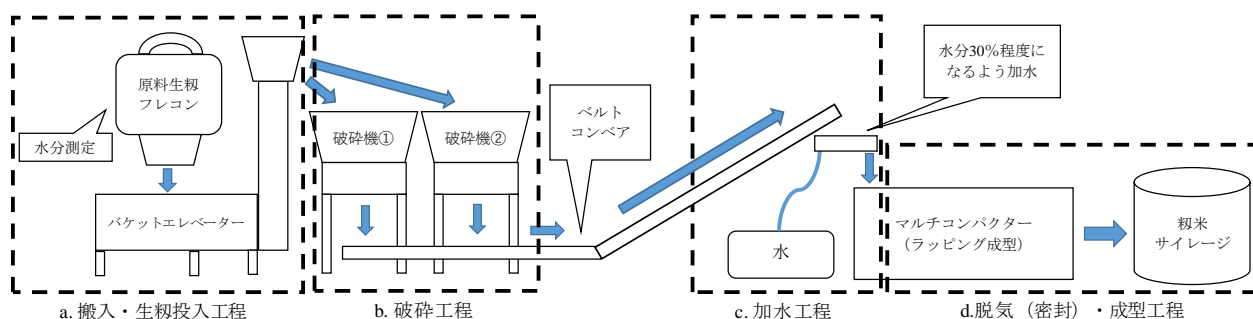 原料生籾
フレコン
水分測定
バケットエレベーター
破砕機①
破砕機②
ベルト
コンベア
水分30%程度に
なるよう加水
水
マルチコンパクター
（ラッピング成型）
籾米
サイレージ
a. 搬入・生籾投入工程
b. 破砕工程
c. 加水工程
d.脱気（密封）・成型工程